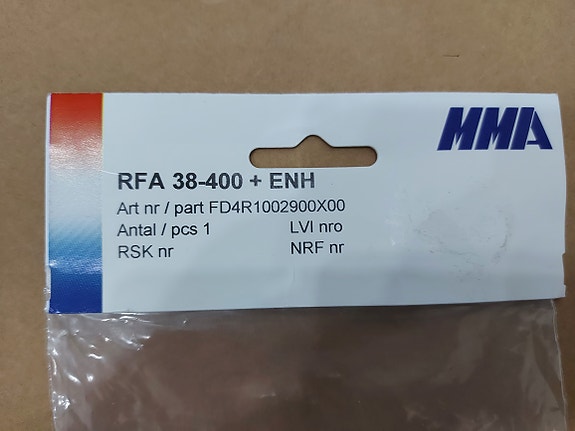 MMA
RFA 38-400 + ENH
Art nr / part FD4R1002900X00
Antal / pcs 1 LVI nro
RSK nr NRF nr